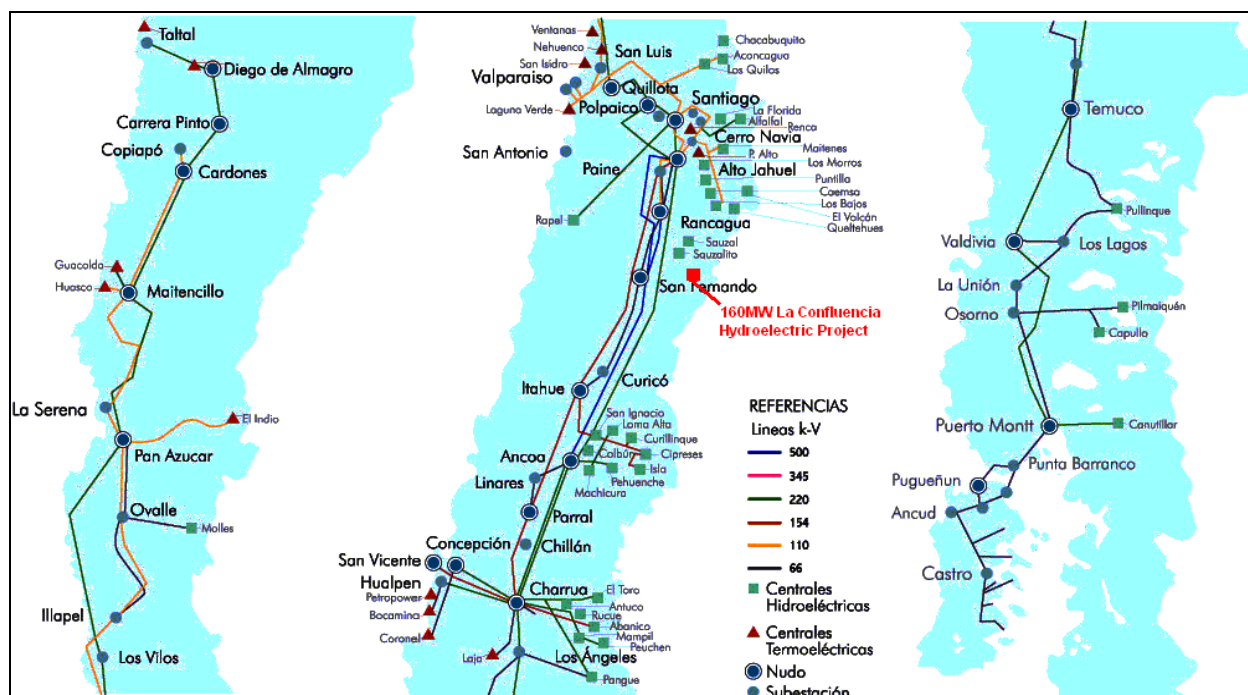 Taltal
Diego de Almagro
Carrera Pinto
Copiapó
Cardones
Guacolda
Huasco
Maitencillo
La Serena
El Indio
Pan Azucar
Ovalle
Molles
Illapel
Los Vilos
Ventanas
Nehuenco
San Isidro
San Luis
Valparaiso
Quillota
Laguna Verde
Polpaico
Chacabuquito
Aconcagua
Los Quilos
Santiago
La Florida
Alfalfal
Renca
Cerro Navia
Maitenes
San Antonio
P. Alto
Los Morros
Paine
Alto Jahuel
Puntilla
Caemsa
Los Bajos
El Volcán
Queltehues
Rapel
Rancagua
Sauzal
Sauzalito
San Fernando
160MW La Confluencia
Hydroelectric Project
Itahue
Curicó
San Ignacio
Loma Alta
Curillinque
Cipreses
Colbún
Isla
Ancoa
Pehuenche
Machicura
Linares
Parral
Concepción
Chillán
San Vicente
Hualpen
Petropower
Bocamina
Coronel
Charrua
El Toro
Antuco
Rucue
Abanico
Mampil
Peuchen
Laja
Los Ángeles
Pangue
Temuco
Pullinque
Valdivia
Los Lagos
La Unión
Osorno
Pilmaiquén
Capullo
Puerto Montt
Canutillar
Punta Barranco
Pugueñun
Ancud
Castro
REFERENCIAS
Lineas k-V
500
345
220
154
110
66
Centrales
Hidroeléctricas
Centrales
Termoeléctricas
Nudo
Subestación